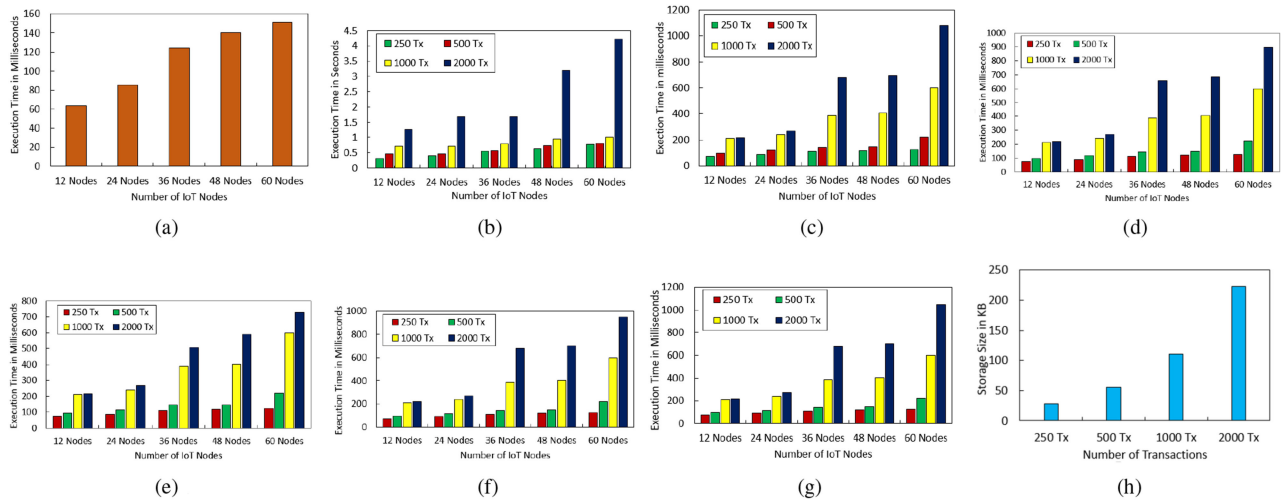 160
140
120
100
80
60
40
20
0
Execution Time in Milliseconds
12 Nodes 24 Nodes 36 Nodes 48 Nodes 60 Nodes
Number of IoT Nodes
(a)
4.5
4
3.5
3
2.5
2
1.5
1
0.5
Execution Time in Seconds
250 Tx 500 Tx
1000 Tx 2000 Tx
12 Nodes 24 Nodes 36 Nodes 48 Nodes 60 Nodes
Number of IoT Nodes
(b)
1200
1000
800
600
400
200
0
Execution Time in milliseconds
250 Tx 500 Tx
1000 Tx 2000 Tx
12 Nodes 24 Nodes 36 Nodes 48 Nodes 60 Nodes
Number of IoT Nodes
(c)
1000
900
800
700
600
500
400
300
200
100
0
Execution Time in Milliseconds
250 Tx 500 Tx
1000 Tx 2000 Tx
12 Nodes 24 Nodes 36 Nodes 48 Nodes 60 Nodes
Number of IoT Nodes
(d)
800
700
600
500
400
300
200
100
0
Execution Time in Milliseconds
250 Tx 500 Tx
1000 Tx 2000 Tx
12 Nodes 24 Nodes 36 Nodes 48 Nodes 60 Nodes
Number of IoT Nodes
(e)
1000
800
600
400
200
0
Execution Time in Milliseconds
250 Tx 500 Tx
1000 Tx 2000 Tx
12 Nodes 24 Nodes 36 Nodes 48 Nodes 60 Nodes
Number of IoT Nodes
(f)
1200
1000
800
600
400
200
0
Execution Time in Milliseconds
250 Tx 500 Tx
1000 Tx 2000 Tx
12 Nodes 24 Nodes 36 Nodes 48 Nodes 60 Nodes
Number of IoT Nodes
(g)
250
200
150
100
50
0
Storage Size in KB
250 Tx 500 Tx 1000 Tx 2000 Tx
Number of Transactions
(h)